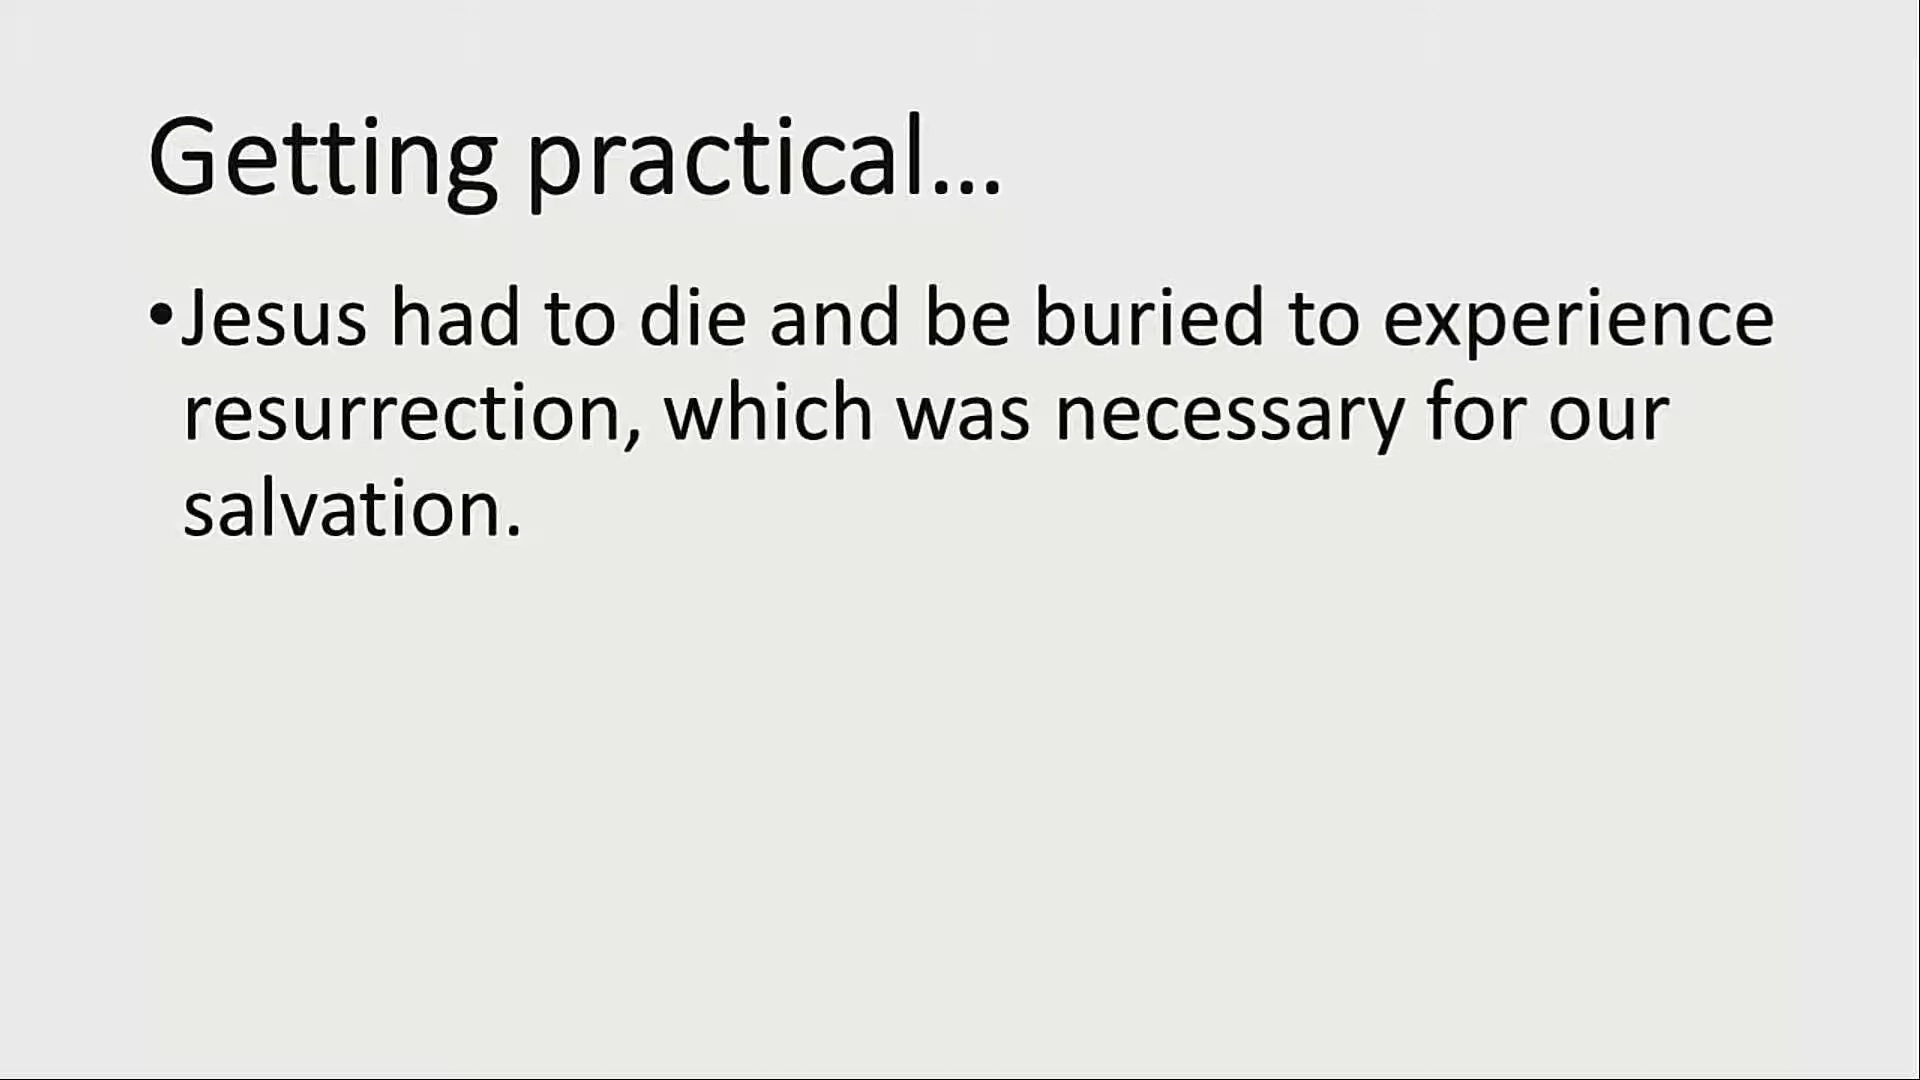 Getting practical...
•Jesus had to die and be buried to experience
resurrection, which was necessary for our
salvation.